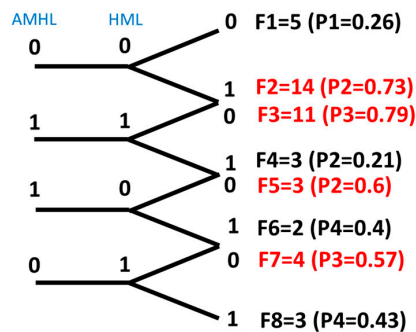 AMHL HML
0 0 0 F1=5 (P1=0.26)
1 F2=14 (P2=0.73)
1 1 0 F3=11 (P3=0.79)
1 F4=3 (P2=0.21)
1 0 0 F5=3 (P2=0.6)
1 F6=2 (P4=0.4)
0 1 0 F7=4 (P3=0.57)
1 F8=3 (P4=0.43)